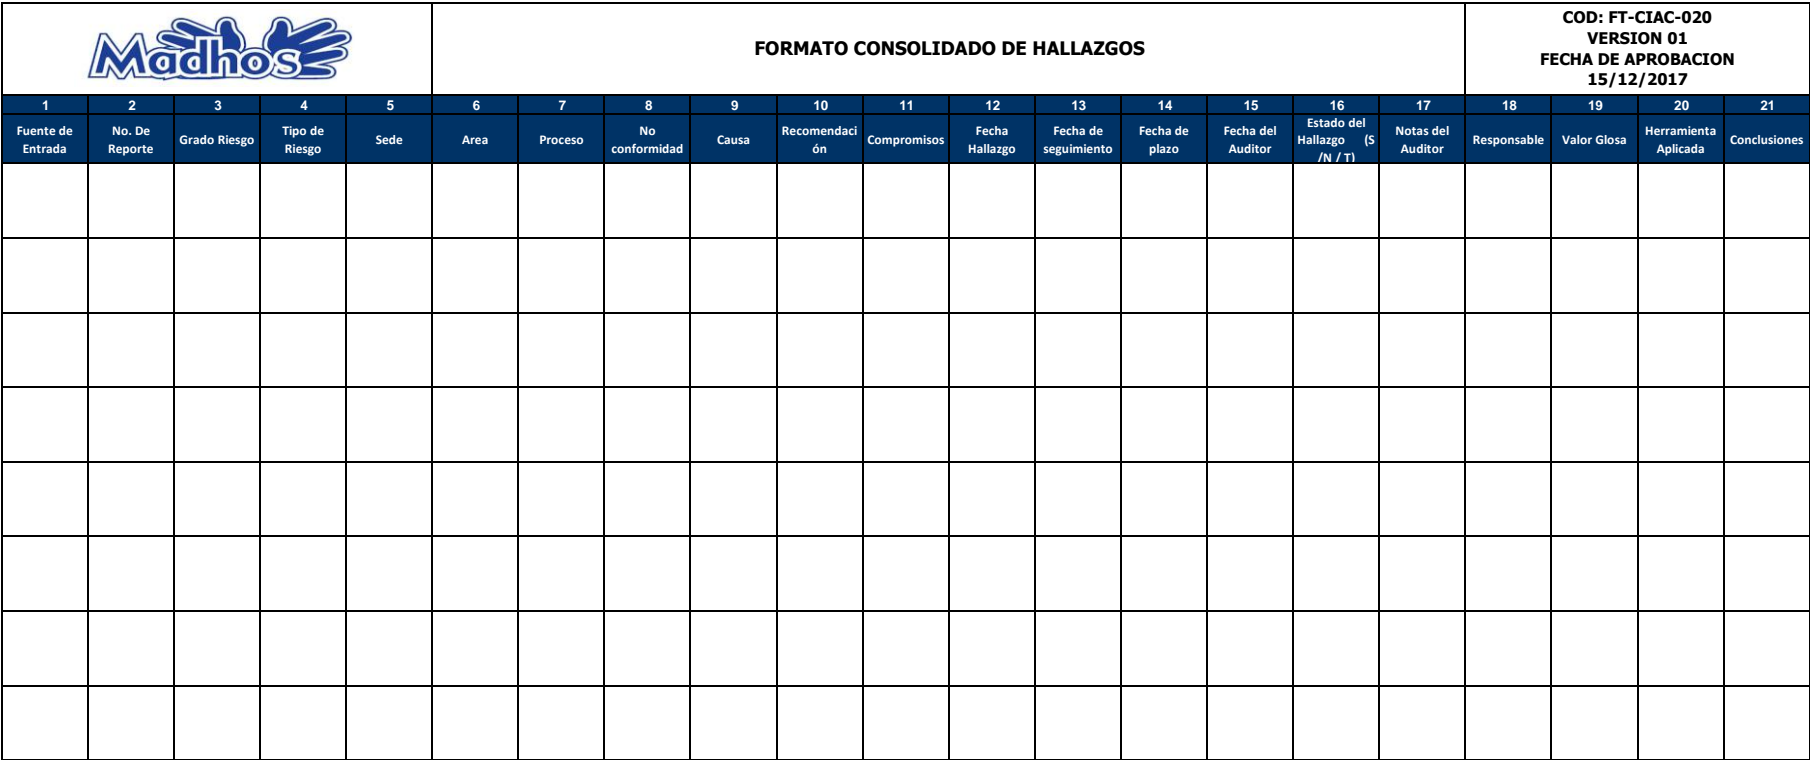 Madhos
FORMATO CONSOLIDADO DE HALLAZGOS
COD: FT-CIAC-020
VERSION 01
FECHA DE APROBACION
15/12/2017
1 2 3 4 5 6 7 8 9 10 11 12 13 14 15 16 17 18 19 20 21
Fuente de
Entrada
No. De
Reporte
Grado Riesgo
Tipo de
Riesgo
Sede
Area
Proceso
No
conformidad
Causa
Recomendaci
ón
Compromisos
Fecha
Hallazgo
Fecha de
seguimiento
Fecha de
plazo
Fecha del
Auditor
Estado del
Hallazgo (S
/N / T)
Notas del
Auditor
Responsable
Valor Glosa
Herramienta
Aplicada
Conclusiones